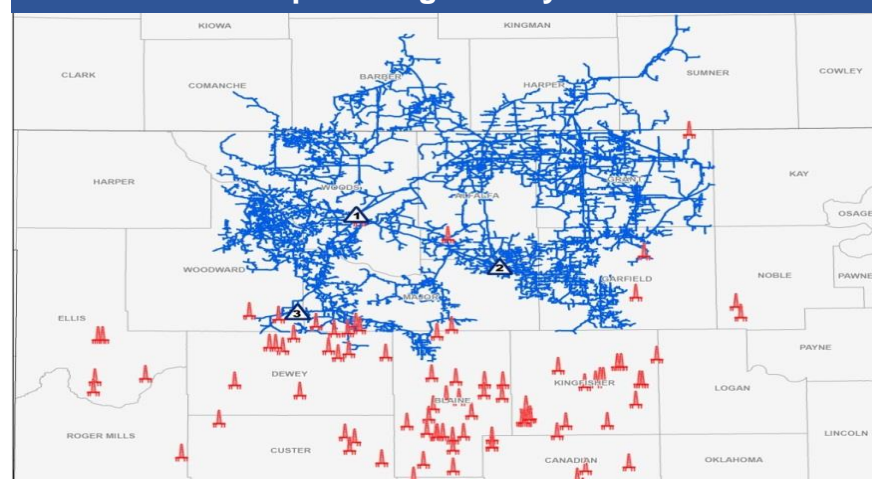 KIOWA
KINGMAN
CLARK
COMANCHE
BARBER
HARPER
SUMNER
COWLEY
HARPER
WOODS
ALFALFA
GRANT
KAY
OSAGE
1
2
3
WOODWARD
MAJOR
GARFIELD
NOBLE
PAWNE
ELLIS
DEWEY
BLAINE
KINGFISHER
PAYNE
LOGAN
ROGER MILLS
CUSTER
CANADIAN
OKLAHOMA
LINCOLN